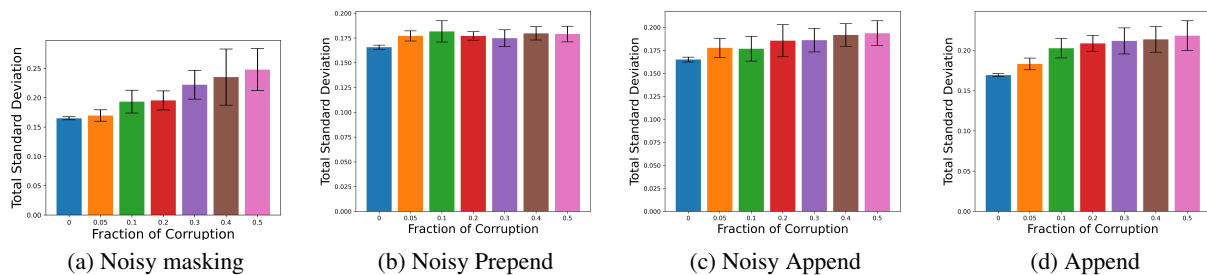 Total Standard Deviation
0.25
0.20
0.15
0.10
0.05
0.00
0 0.05 0.1 0.2 0.3 0.4 0.5
Fraction of Corruption
(a) Noisy masking
Total Standard Deviation
0.200
0.175
0.150
0.125
0.100
0.075
0.050
0.025
0.000
0 0.05 0.1 0.2 0.3 0.4 0.5
Fraction of Corruption
(b) Noisy Prepend
Total Standard Deviation
0.200
0.175
0.150
0.125
0.100
0.075
0.050
0.025
0.000
0 0.05 0.1 0.2 0.3 0.4 0.5
Fraction of Corruption
(c) Noisy Append
Total Standard Deviation
0.20
0.15
0.10
0.05
0.00
0 0.05 0.1 0.2 0.3 0.4 0.5
Fraction of Corruption
(d) Append